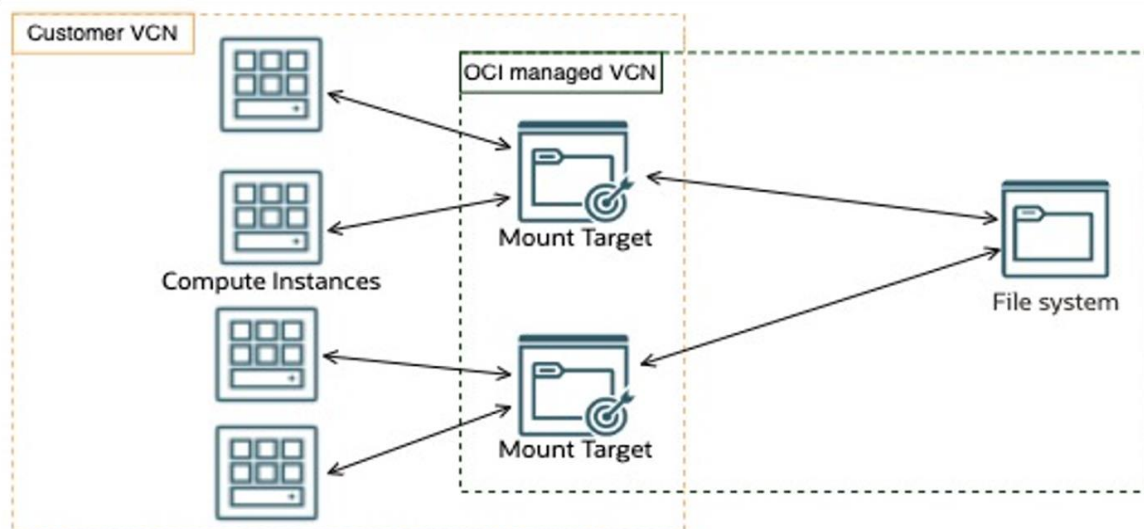 Customer VCN
OCI managed VCN
Mount Target
Compute Instances
File system
Mount Target